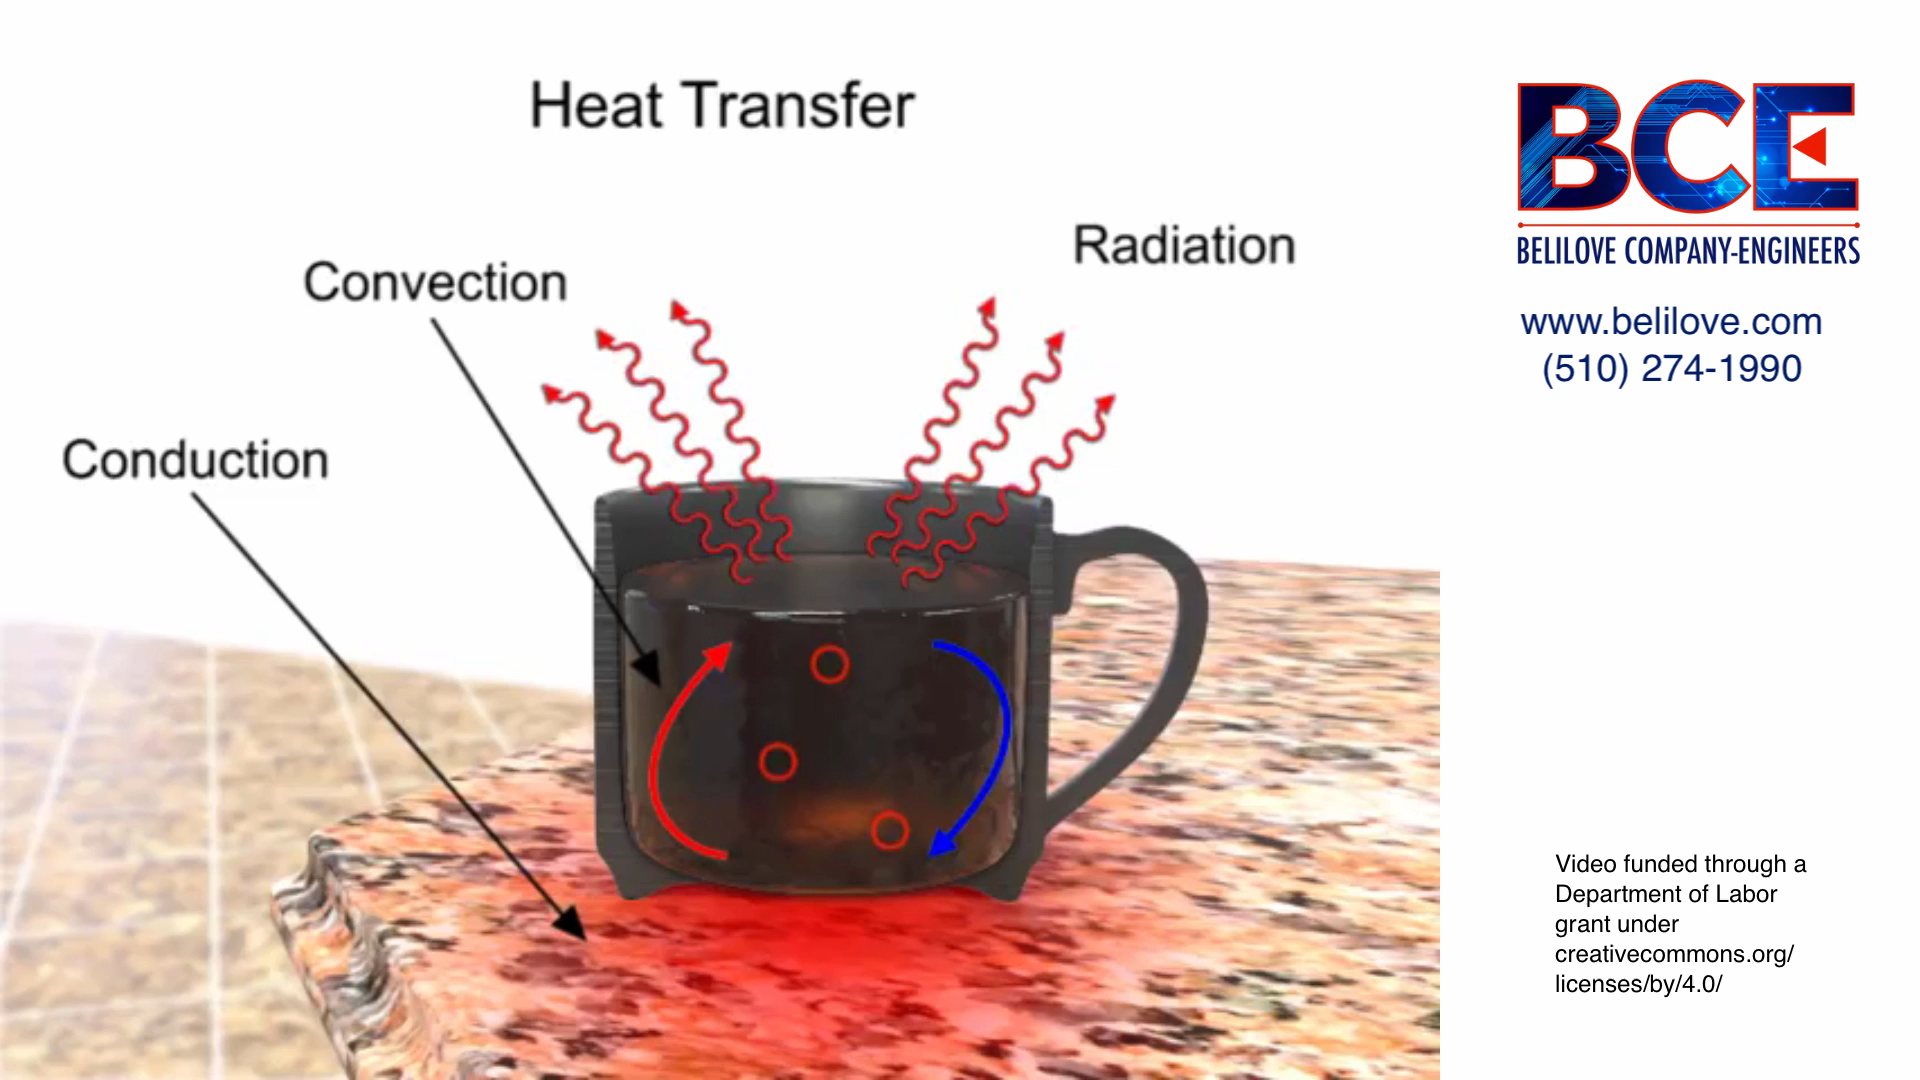 Heat Transfer
Radiation
Convection
Conduction
BCE
BELILOVE COMPANY-ENGINEERS
www.belilove.com
(510) 274-1990
Video funded through a
Department of Labor
grant under
creativecommons.org/
licenses/by/4.0/